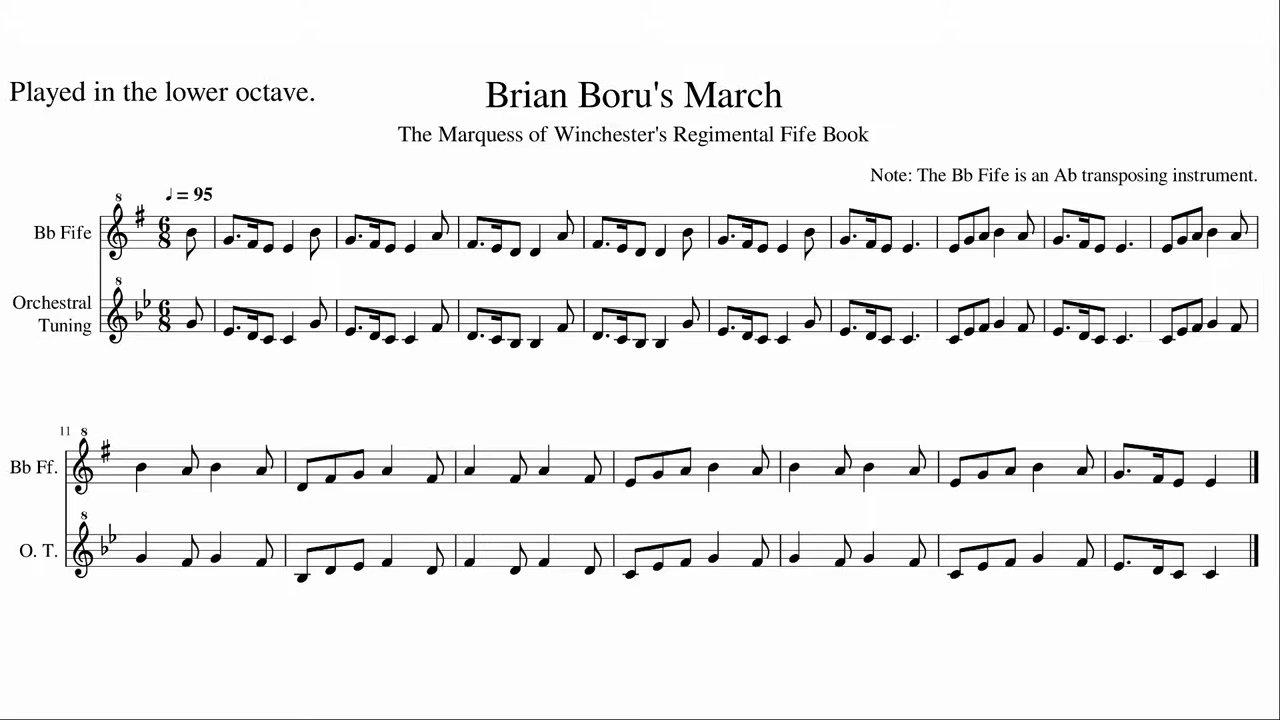 Played in the lower octave.
Brian Boru's March
The Marquess of Winchester's Regimental Fife Book
Note: The Bb Fife is an Ab transposing instrument.
♩ = 95
8
Bb Fife
6
8
8
Orchestral
Tuning
6
8
11
8
Bb Ff.
8
O. T.